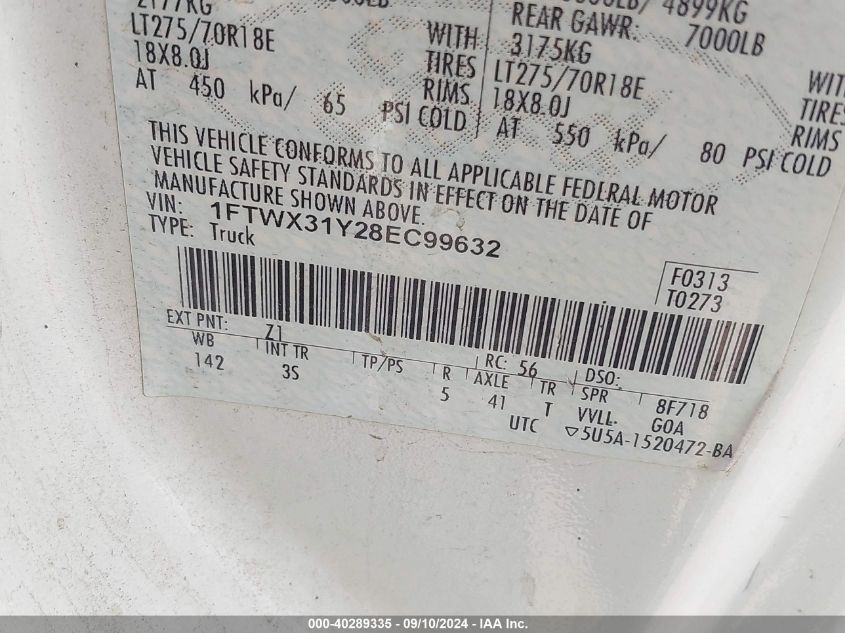 2177KG
LT275/70R18E WITH
18X8.0J TIRES
AT 450 kPa/ 65 RIMS
PSI COLD
4899KG
REAR GAWR: 7000LB
3175KG WITH
LT275/70R18E TIRES
18X8.0J RIMS
AT 550 kPa/ 80 PSI COLD
THIS VEHICLE CONFORMS TO ALL APPLICABLE FEDERAL MOTOR
VEHICLE SAFETY STANDARDS IN EFFECT ON THE DATE OF
MANUFACTURE SHOWN ABOVE.
VIN: 1FTWX31Y28EC99632
TYPE: Truck
F0313
T0273
EXT PNT: Z1 RC: 56 DSO:
WB INT TR TP/PS R AXLE TR SPR
142 3S 5 41 T 8F718
VVLL. GOA
UTC ▽5U5A-1520472-BA
000-40289335 - 09/10/2024 - IAA Inc.